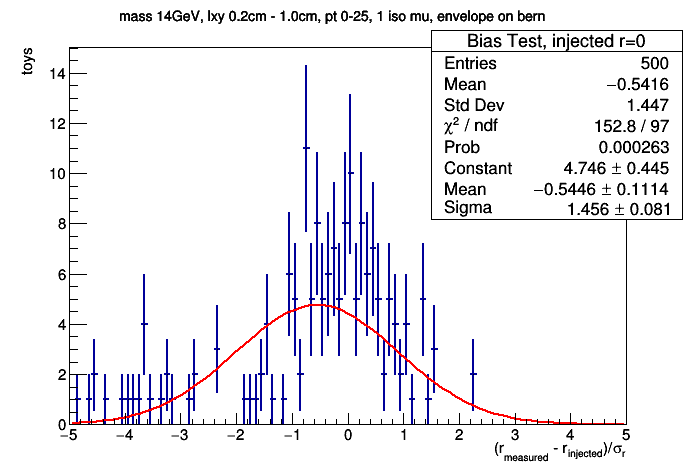 mass 14GeV, lxy 0.2cm - 1.0cm, pt 0-25, 1 iso mu, envelope on bern
Bias Test, injected r=0
Entries 500
Mean −0.5416
Std Dev 1.447
χ² / ndf 152.8 / 97
Prob 0.000263
Constant 4.746 ± 0.445
Mean −0.5446 ± 0.1114
Sigma 1.456 ± 0.081
toys
14
12
10
8
6
4
2
0
−5 −4 −3 −2 −1 0 1 2 3 4 5
(r_measured - r_injected)/σ_r